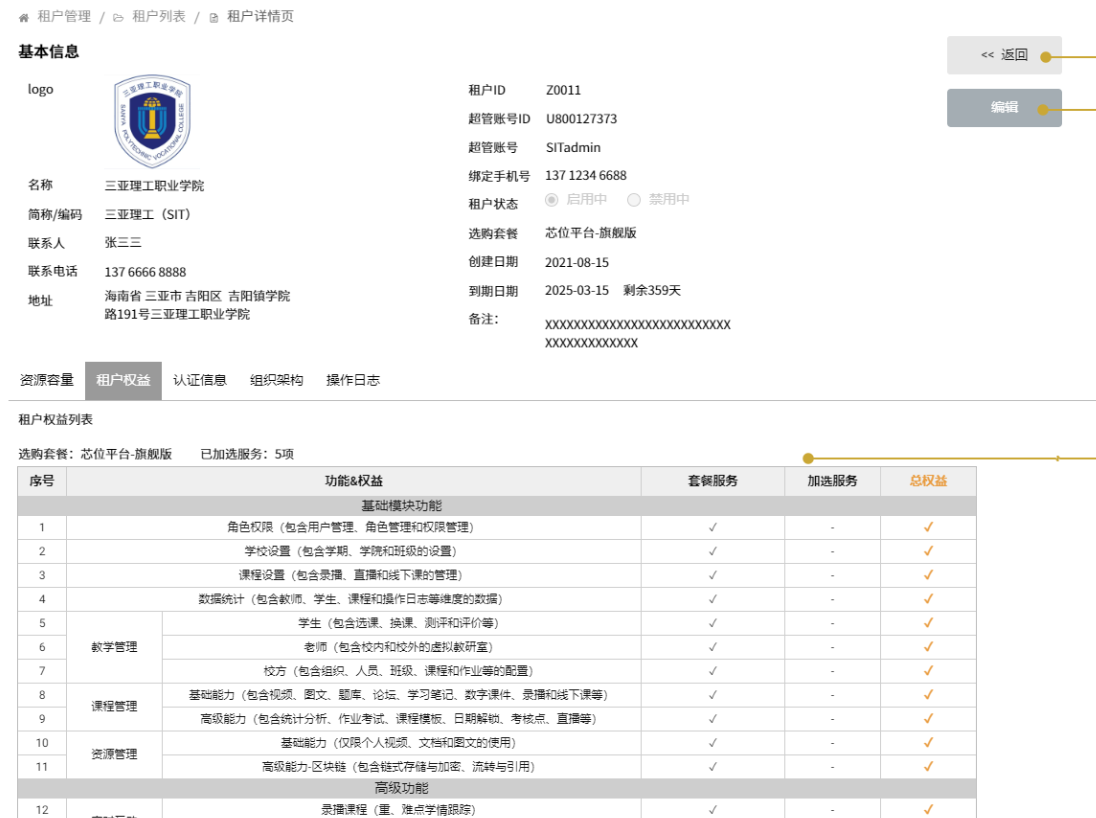 租户管理 / 租户列表 / 租户详情页
基本信息
<< 返回
编辑
logo
三亚理工职业学院
SANYA POLYTECHNIC VOCATIONAL COLLEGE
名称 三亚理工职业学院
简称/编码 三亚理工（SIT）
联系人 张三三
联系电话 137 6666 8888
地址 海南省 三亚市 吉阳区 吉阳镇学院
路191号三亚理工职业学院
租户ID Z0011
超管账号ID U800127373
超管账号 SITadmin
绑定手机号 137 1234 6688
租户状态 启用中 禁用中
选购套餐 芯位平台-旗舰版
创建日期 2021-08-15
到期日期 2025-03-15 剩余359天
备注： XXXXXXXXXXXXXXXXXXXXXXXXXX
XXXXXXXXXXXXX
资源容量 租户权益 认证信息 组织架构 操作日志
租户权益列表
选购套餐：芯位平台-旗舰版 已加选服务：5项
序号 功能&权益 套餐服务 加选服务 总权益
基础模块功能
1 角色权限（包含用户管理、角色管理和权限管理） ✓ - ✓
2 学校设置（包含学期、学院和班级的设置） ✓ - ✓
3 课程设置（包含录播、直播和线下课的管理） ✓ - ✓
4 数据统计（包含教师、学生、课程和操作日志等维度的数据） ✓ - ✓
5 学生（包含选课、换课、测评和评价等） ✓ - ✓
教学管理
6 老师（包含校内和校外的虚拟教研室） ✓ - ✓
7 校方（包含组织、人员、班级、课程和作业等的配置） ✓ - ✓
课程管理
8 基础能力（包含视频、图文、题库、论坛、学习笔记、数字课件、录播和线下课等） ✓ - ✓
9 高级能力（包含统计分析、作业考试、课程模板、日期解锁、考核点、直播等） ✓ - ✓
资源管理
10 基础能力（仅限个人视频、文档和图文的使用） ✓ - ✓
11 高级能力-区块链（包含链式存储与加密、流转与引用） ✓ - ✓
高级功能
12 录播课程（重、难点学情跟踪） ✓ - ✓